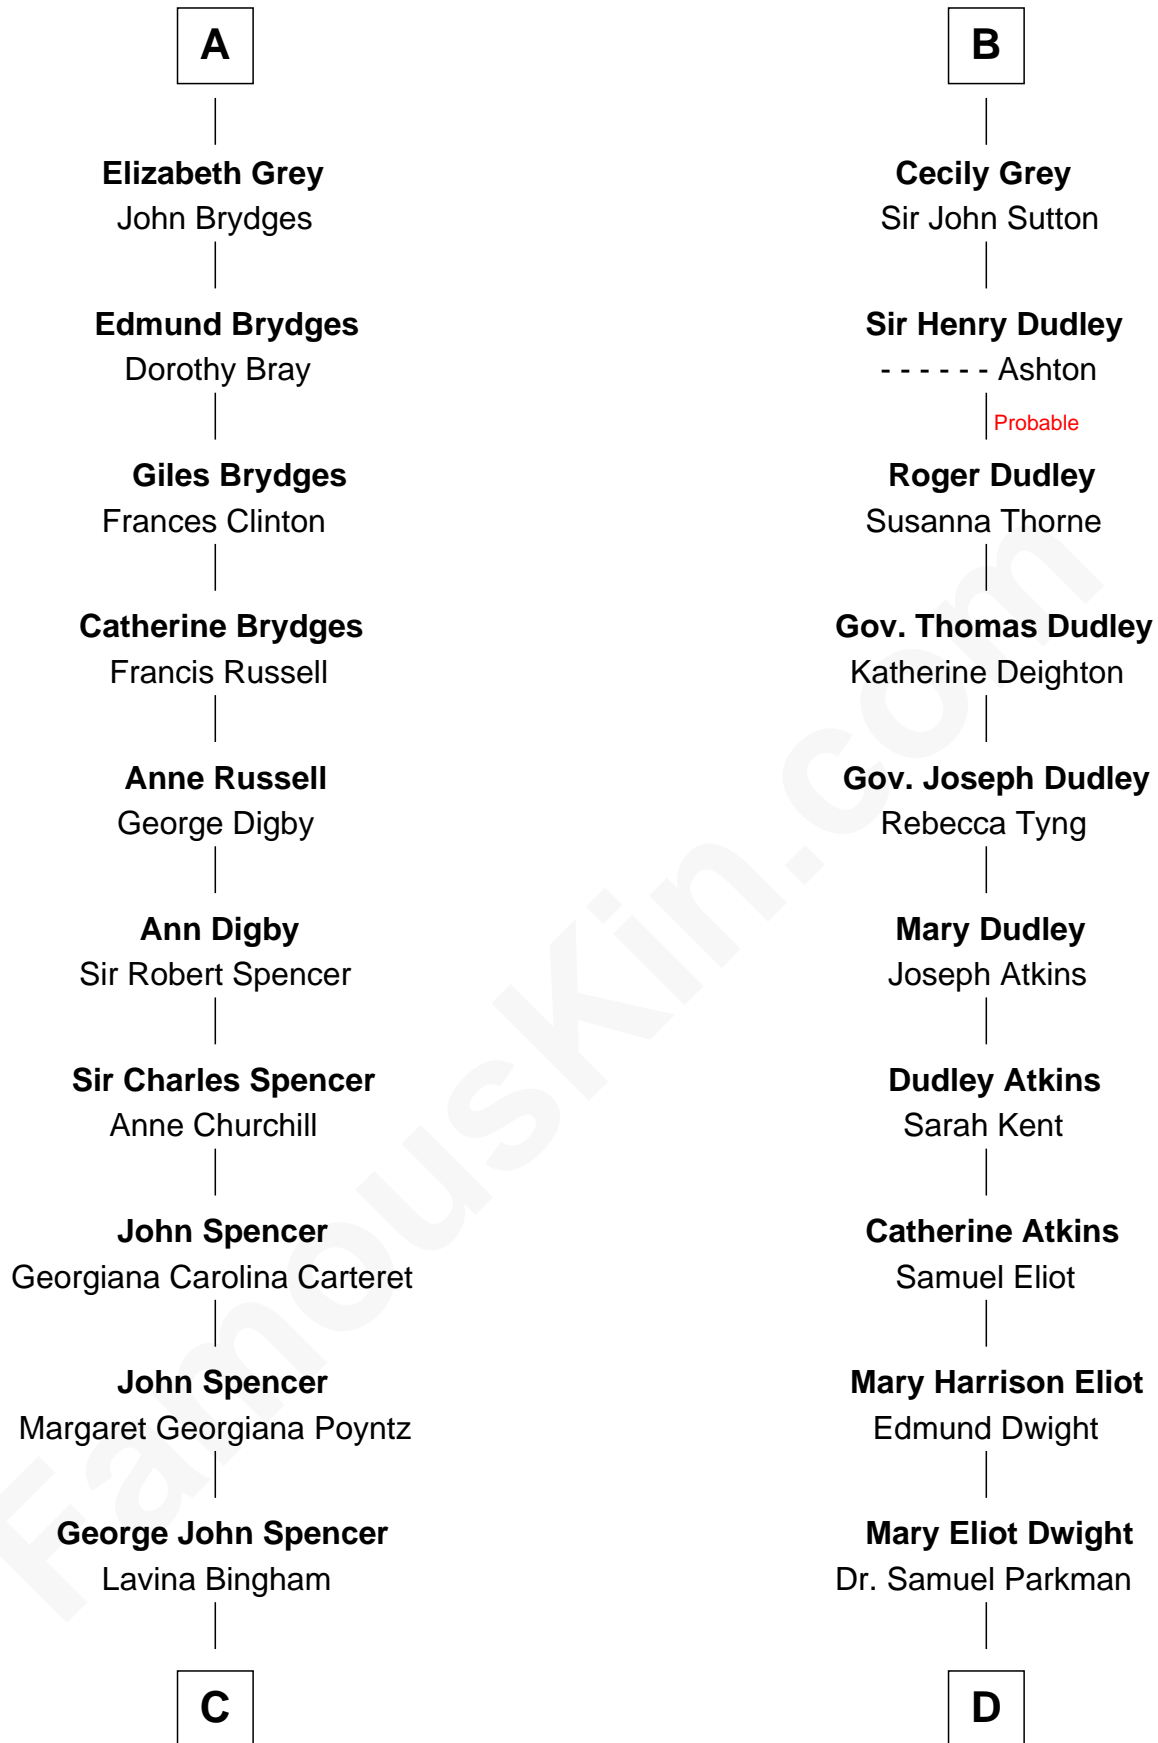 A
Elizabeth Grey
John Brydges
Edmund Brydges
Dorothy Bray
Giles Brydges
Frances Clinton
Catherine Brydges
Francis Russell
Anne Russell
George Digby
Ann Digby
Sir Robert Spencer
Sir Charles Spencer
Anne Churchill
John Spencer
Georgiana Carolina Carteret
John Spencer
Margaret Georgiana Poyntz
George John Spencer
Lavina Bingham
C
B
Cecily Grey
Sir John Sutton
Sir Henry Dudley
- - - - - - Ashton
Probable
Roger Dudley
Susanna Thorne
Gov. Thomas Dudley
Katherine Deighton
Gov. Joseph Dudley
Rebecca Tyng
Mary Dudley
Joseph Atkins
Dudley Atkins
Sarah Kent
Catherine Atkins
Samuel Eliot
Mary Harrison Eliot
Edmund Dwight
Mary Eliot Dwight
Dr. Samuel Parkman
D
FamousKin.com